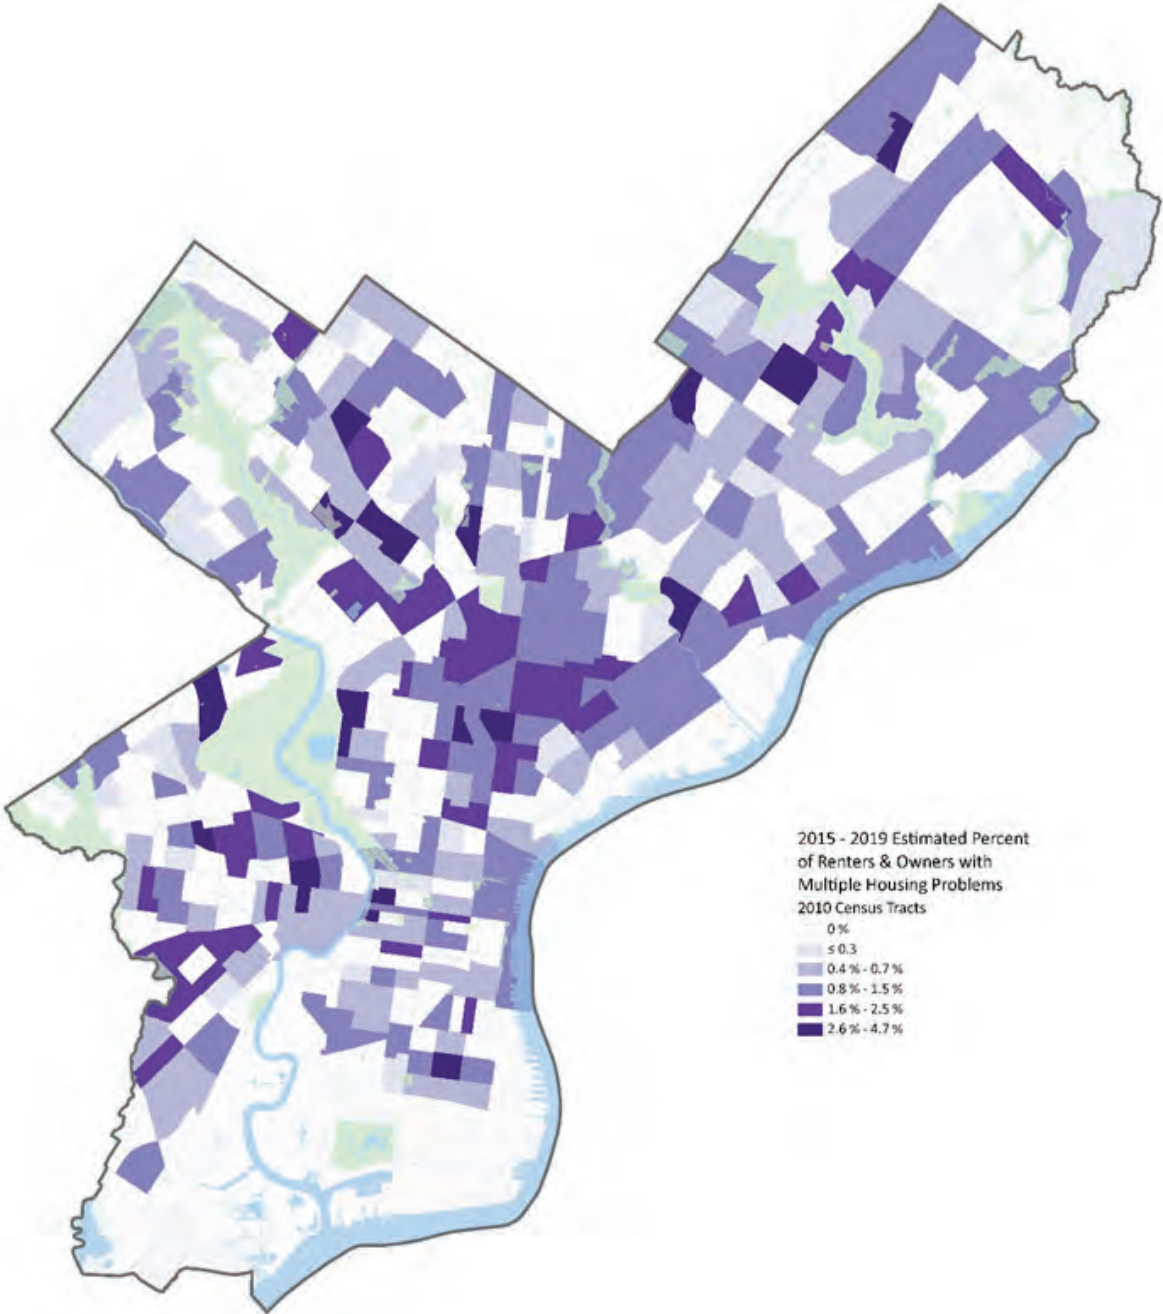 2015 - 2019 Estimated Percent
of Renters & Owners with
Multiple Housing Problems
2010 Census Tracts
0 %
≤ 0.3
0.4 % - 0.7 %
0.8 % - 1.5 %
1.6 % - 2.5 %
2.6 % - 4.7 %